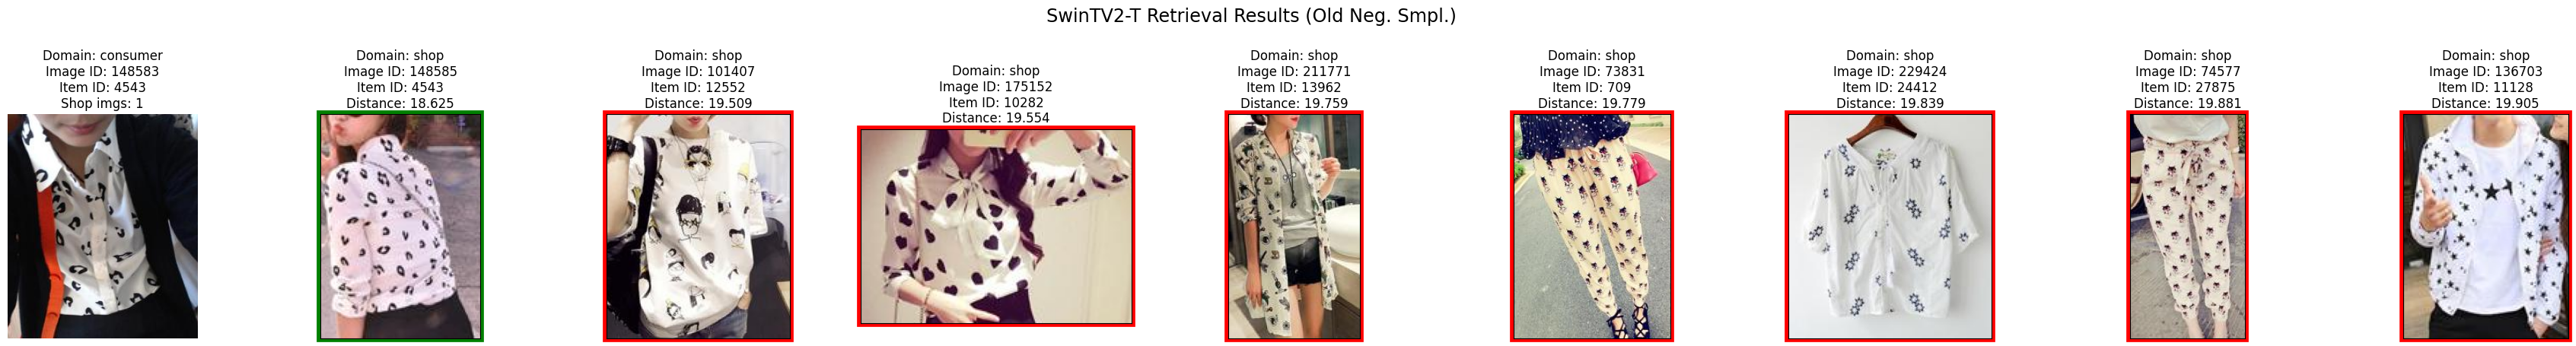 SwinTV2-T Retrieval Results (Old Neg. Smpl.)
Domain: consumer
Image ID: 148583
Item ID: 4543
Shop imgs: 1
Domain: shop
Image ID: 148585
Item ID: 4543
Distance: 18.625
Domain: shop
Image ID: 101407
Item ID: 12552
Distance: 19.509
Domain: shop
Image ID: 175152
Item ID: 10282
Distance: 19.554
Domain: shop
Image ID: 211771
Item ID: 13962
Distance: 19.759
Domain: shop
Image ID: 73831
Item ID: 709
Distance: 19.779
Domain: shop
Image ID: 229424
Item ID: 24412
Distance: 19.839
Domain: shop
Image ID: 74577
Item ID: 27875
Distance: 19.881
Domain: shop
Image ID: 136703
Item ID: 11128
Distance: 19.905